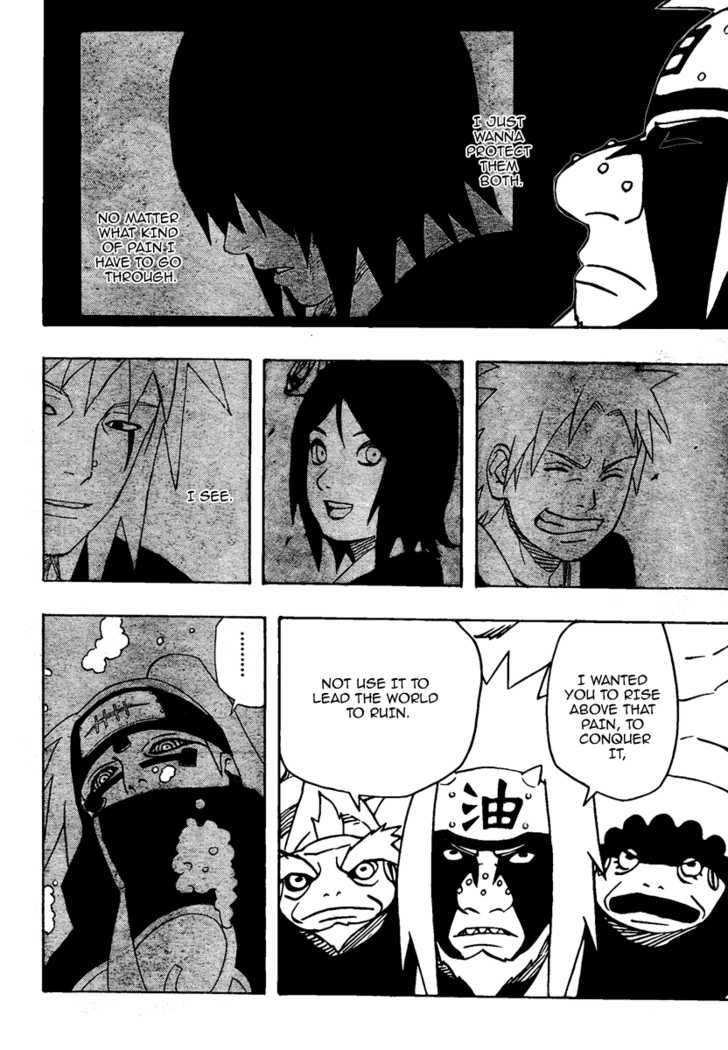 油
I JUST
WANNA
PROTECT
THEM
BOTH.
NO MATTER
WHAT KIND
OF PAIN I
HAVE TO GO
THROUGH.
I SEE.
I WANTED
YOU TO RISE
ABOVE THAT
PAIN, TO
CONQUER
IT,
NOT USE IT TO
LEAD THE WORLD
TO RUIN.
油
.........